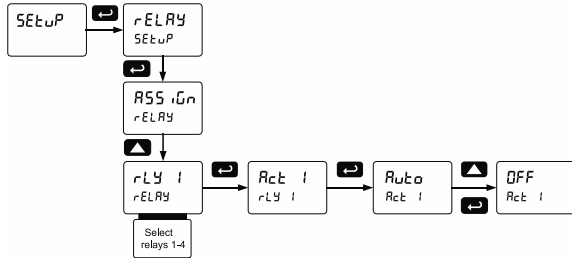 SEtuP
rELAY
SEtuP
ASSiGn
rELAY
rLY 1
rELAY
Act 1
rLY 1
Auto
Act 1
OFF
Act 1
Select
relays 1-4